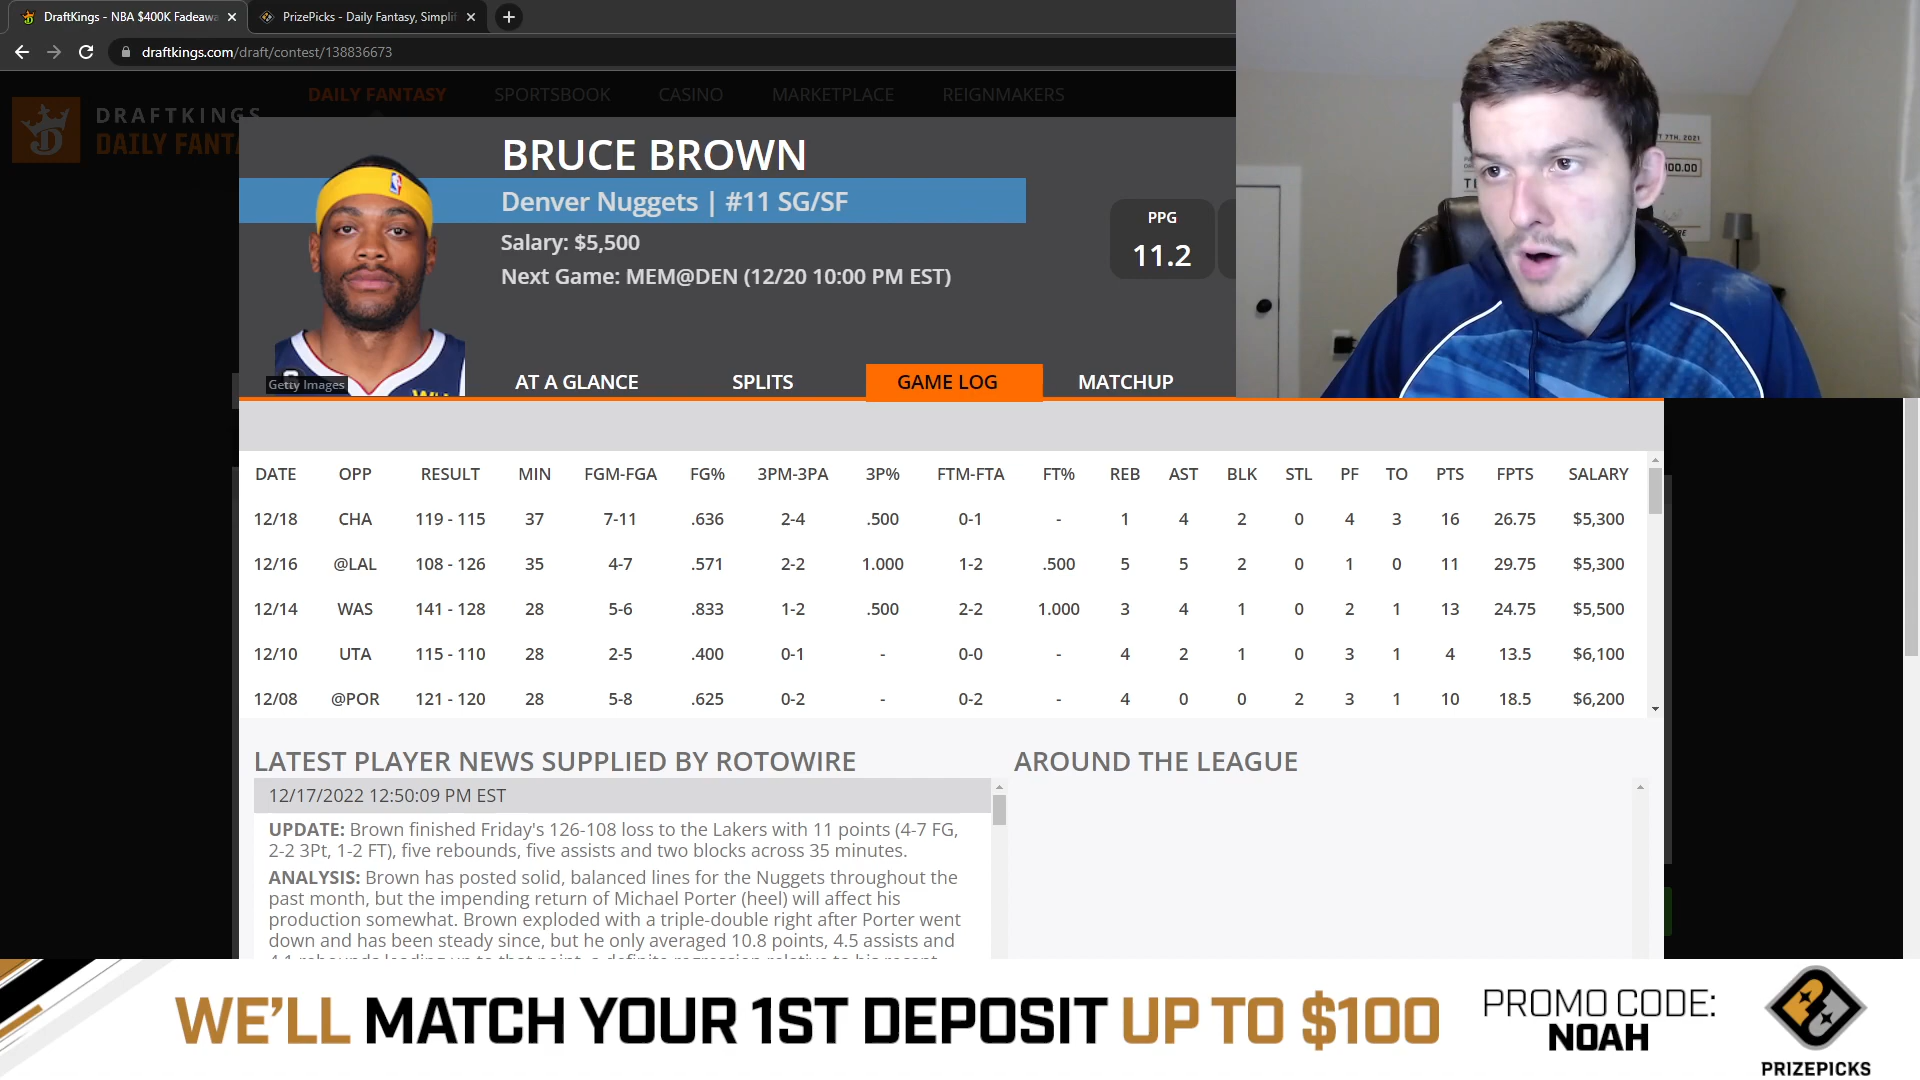 DraftKings - NBA $400K Fadeawa
PrizePicks - Daily Fantasy, Simplif
draftkings.com/draft/contest/138836673
DRAFTKINGS
DAILY FANTA
DAILY FANTASY SPORTSBOOK CASINO MARKETPLACE REIGNMAKERS
BRUCE BROWN
Denver Nuggets | #11 SG/SF
Salary: $5,500
Next Game: MEM@DEN (12/20 10:00 PM EST)
PPG
11.2
7TH, 2021
000.00
Getty Images
AT A GLANCE SPLITS GAME LOG MATCHUP
DATE OPP RESULT MIN FGM-FGA FG% 3PM-3PA 3P% FTM-FTA FT% REB AST BLK STL PF TO PTS FPTS SALARY
12/18 CHA 119 - 115 37 7-11 .636 2-4 .500 0-1 - 1 4 2 0 4 3 16 26.75 $5,300
12/16 @LAL 108 - 126 35 4-7 .571 2-2 1.000 1-2 .500 5 5 2 0 1 0 11 29.75 $5,300
12/14 WAS 141 - 128 28 5-6 .833 1-2 .500 2-2 1.000 3 4 1 0 2 1 13 24.75 $5,500
12/10 UTA 115 - 110 28 2-5 .400 0-1 - 0-0 - 4 2 1 0 3 1 4 13.5 $6,100
12/08 @POR 121 - 120 28 5-8 .625 0-2 - 0-2 - 4 0 0 2 3 1 10 18.5 $6,200
LATEST PLAYER NEWS SUPPLIED BY ROTOWIRE
12/17/2022 12:50:09 PM EST
UPDATE: Brown finished Friday's 126-108 loss to the Lakers with 11 points (4-7 FG,
2-2 3Pt, 1-2 FT), five rebounds, five assists and two blocks across 35 minutes.
ANALYSIS: Brown has posted solid, balanced lines for the Nuggets throughout the
past month, but the impending return of Michael Porter (heel) will affect his
production somewhat. Brown exploded with a triple-double right after Porter went
down and has been steady since, but he only averaged 10.8 points, 4.5 assists and
AROUND THE LEAGUE
WE'LL MATCH YOUR 1ST DEPOSIT UP TO $100
PROMO CODE:
NOAH
PRIZEPICKS